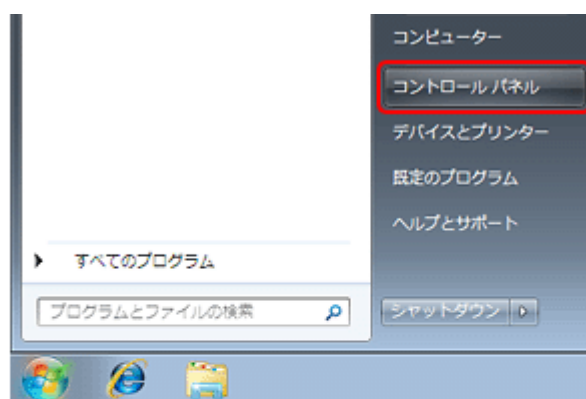 コンピューター
コントロール パネル
デバイスとプリンター
既定のプログラム
ヘルプとサポート
すべてのプログラム
プログラムとファイルの検索
シャットダウン